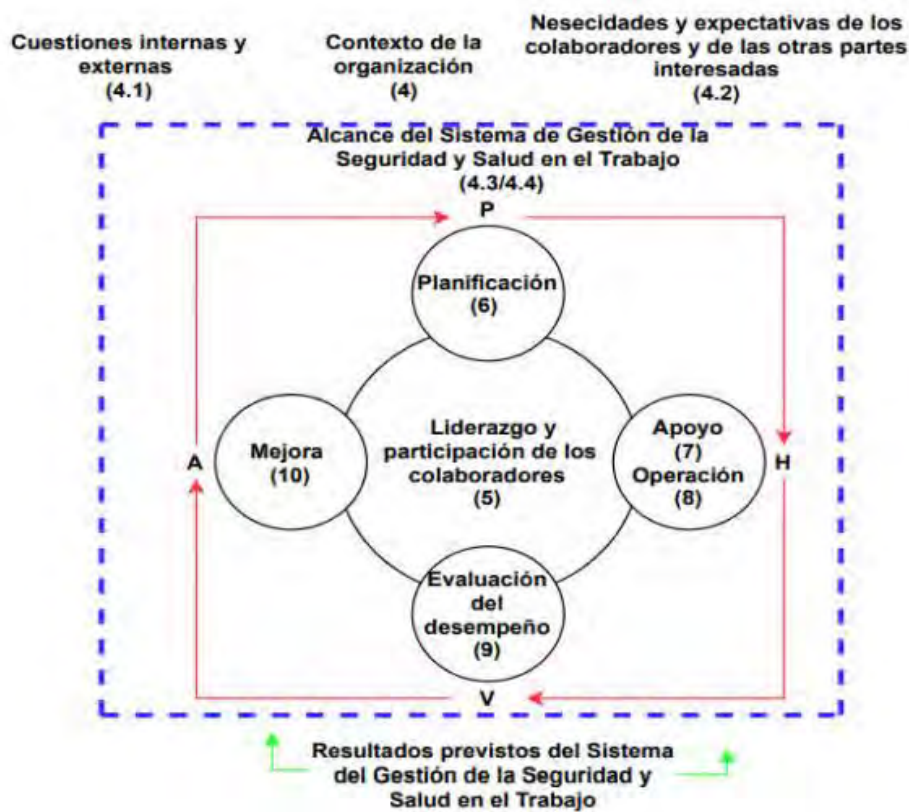 Cuestiones internas y
externas
(4.1)
Contexto de la
organización
(4)
Nesecidades y expectativas de los
colaboradores y de las otras partes
interesadas
(4.2)
Alcance del Sistema de Gestión de la
Seguridad y Salud en el Trabajo
(4.3/4.4)
P
Planificación
(6)
A
Mejora
(10)
Liderazgo y
participación de los
colaboradores
(5)
Apoyo
(7)
Operación
(8)
H
Evaluación
del
desempeño
(9)
V
Resultados previstos del Sistema
del Gestión de la Seguridad y
Salud en el Trabajo